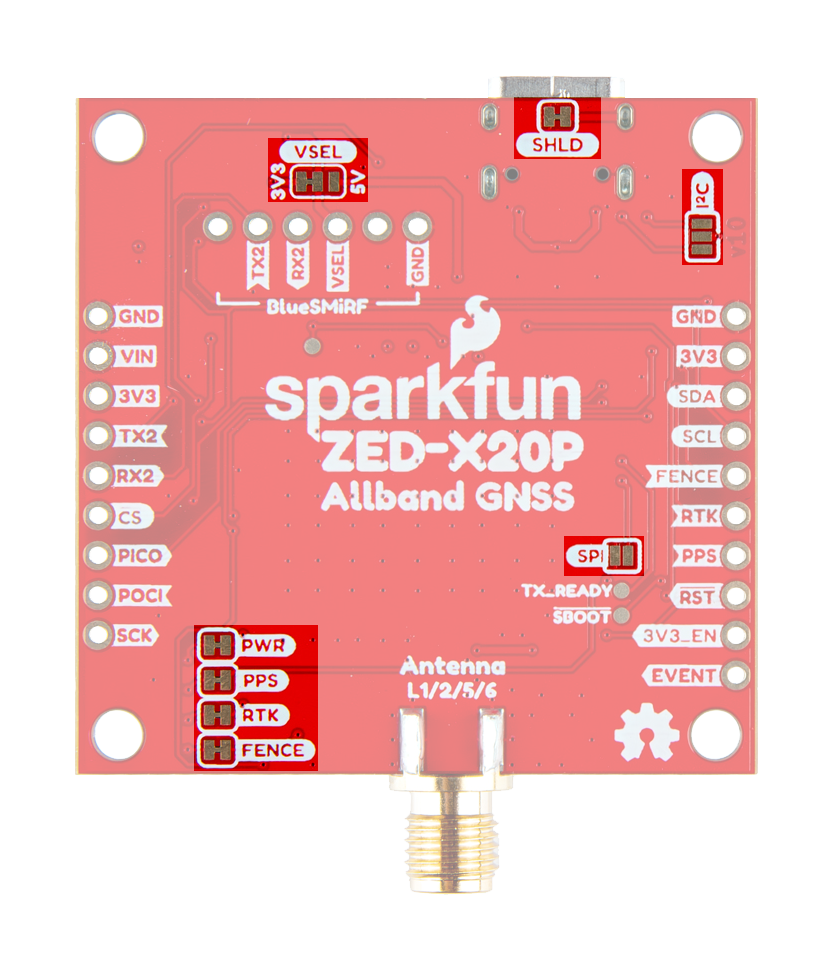 SHLD
VSEL
3V3
5V
I²C
v10
TX2
RX2
VSEL
GND
BlueSMiRF
GND
VIN
3V3
TX2
RX2
CS
PICO
POCI
SCK
GND
3V3
SDA
SCL
FENCE
RTK
PPS
RST
3V3_EN
EVENT
sparkfun
ZED-X20P
Allband GNSS
SPI
TX_READY
SBOOT
PWR
PPS
RTK
FENCE
Antenna
L1/2/5/6